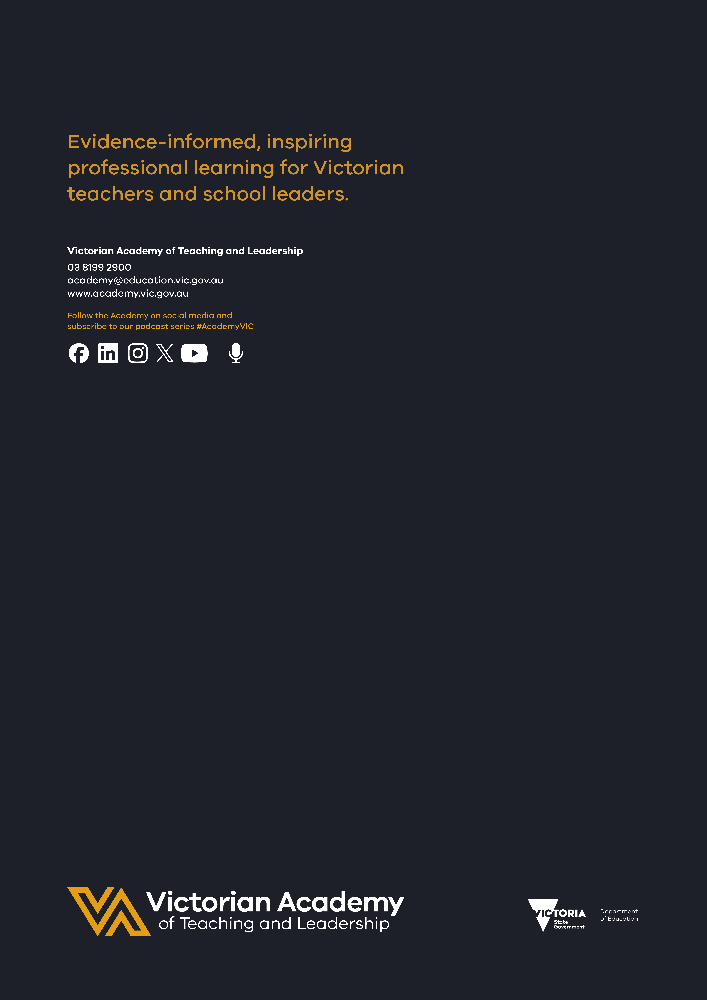 Evidence-informed, inspiring
professional learning for Victorian
teachers and school leaders.
Victorian Academy of Teaching and Leadership
03 8199 2900
academy@education.vic.gov.au
www.academy.vic.gov.au
Follow the Academy on social media and
subscribe to our podcast series #AcademyVIC
Victorian Academy
of Teaching and Leadership
VICTORIA
State
Government
Department
of Education